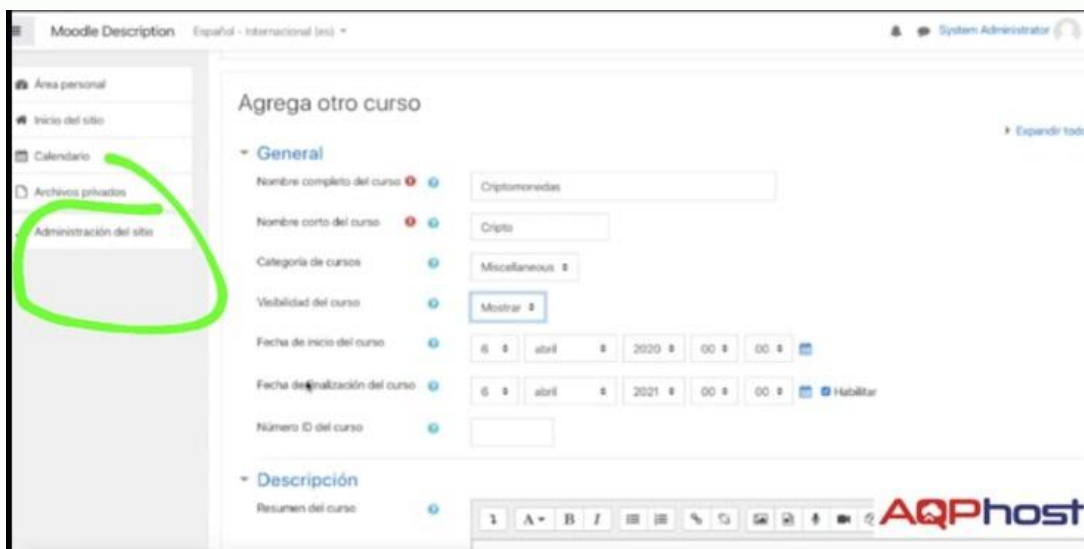 Moodle Description Español - Internacional (es) System Administrator
Área personal
Inicio del sitio
Calendario
Archivos privados
Administración del sitio
Agrega otro curso
Expandir todo
General
Nombre completo del curso Criptomonedas
Nombre corto del curso Cripto
Categoría de cursos Miscellaneous
Visibilidad del curso Mostrar
Fecha de inicio del curso 6 abril 2020 00 00
Fecha de finalización del curso 6 abril 2021 00 00 Habilitar
Número ID del curso
Descripción
Resumen del curso
A B I
AQPhost